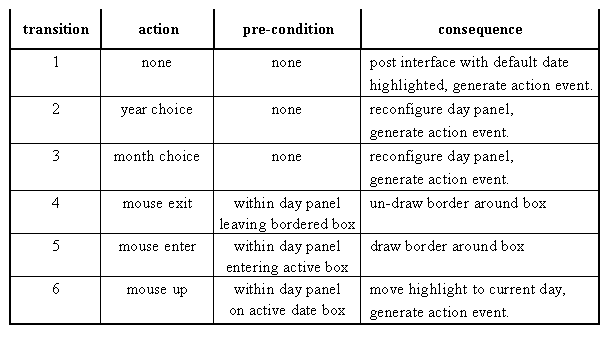 transition action pre-condition consequence
1 none none post interface with default date
highlighted, generate action event.
2 year choice none reconfigure day panel,
generate action event.
3 month choice none reconfigure day panel,
generate action event.
4 mouse exit within day panel un-draw border around box
leaving bordered box
5 mouse enter within day panel draw border around box
entering active box
6 mouse up within day panel move highlight to current day,
on active date box generate action event.